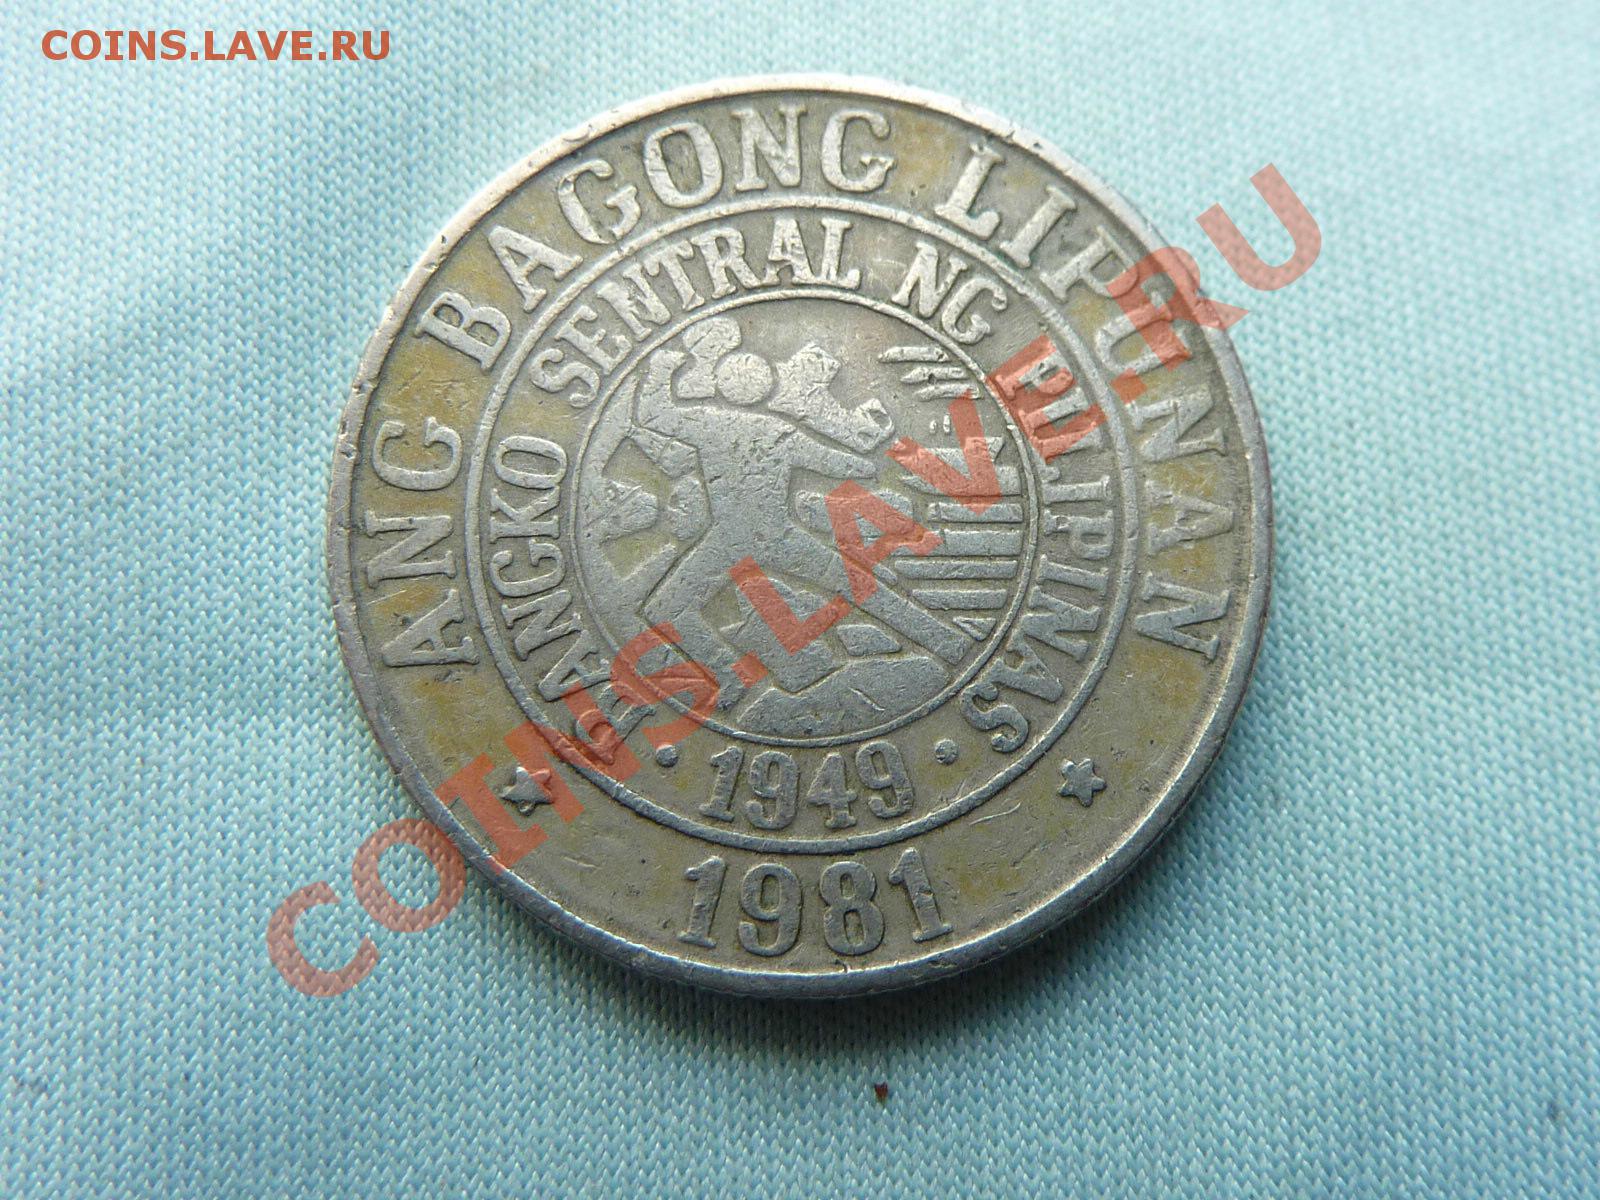 COINS.LAVE.RU
ANG BAGONG LIPUNAN
BANGKO SENTRAL NG PILIPINAS
· 1949 ·
1981
COINS.LAVE.RU